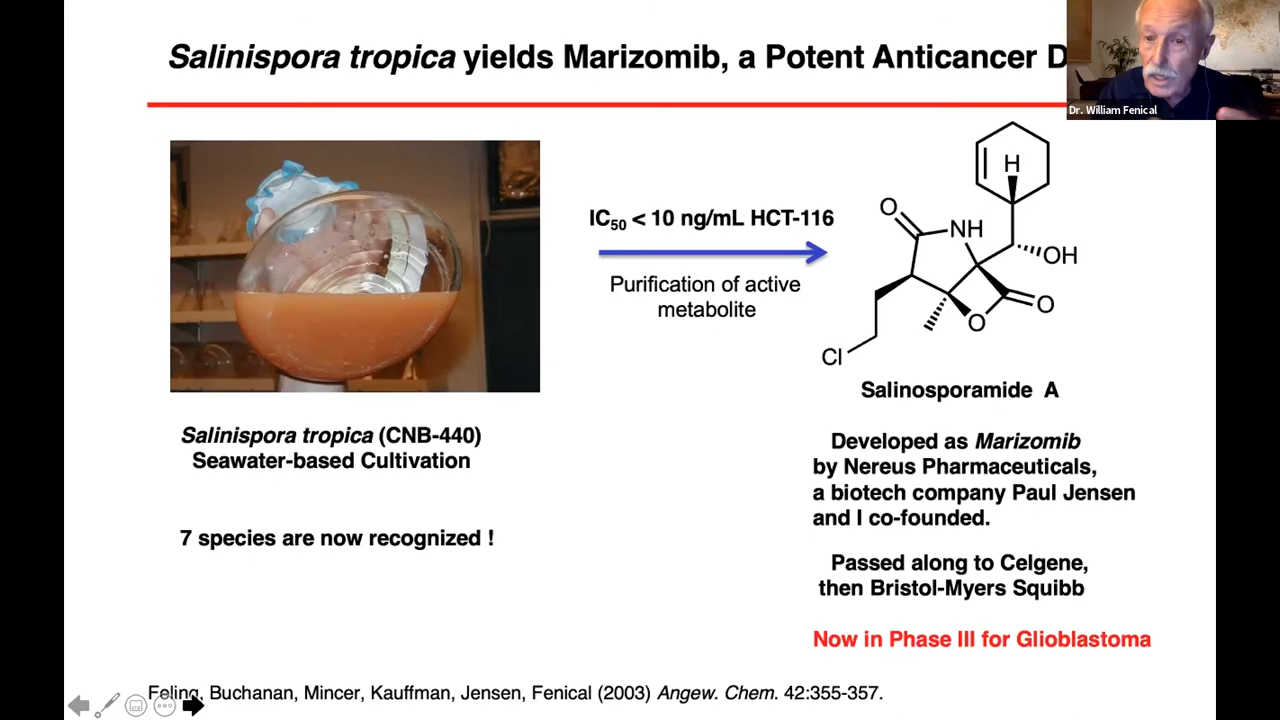 Salinispora tropica yields Marizomib, a Potent Anticancer D
Dr. William Fenical
IC50 < 10 ng/mL HCT-116
Purification of active
metabolite
H
O
NH
OH
O
O
Cl
Salinosporamide A
Salinispora tropica (CNB-440)
Seawater-based Cultivation
7 species are now recognized !
Developed as Marizomib
by Nereus Pharmaceuticals,
a biotech company Paul Jensen
and I co-founded.
Passed along to Celgene,
then Bristol-Myers Squibb
Now in Phase III for Glioblastoma
Feling, Buchanan, Mincer, Kauffman, Jensen, Fenical (2003) Angew. Chem. 42:355-357.